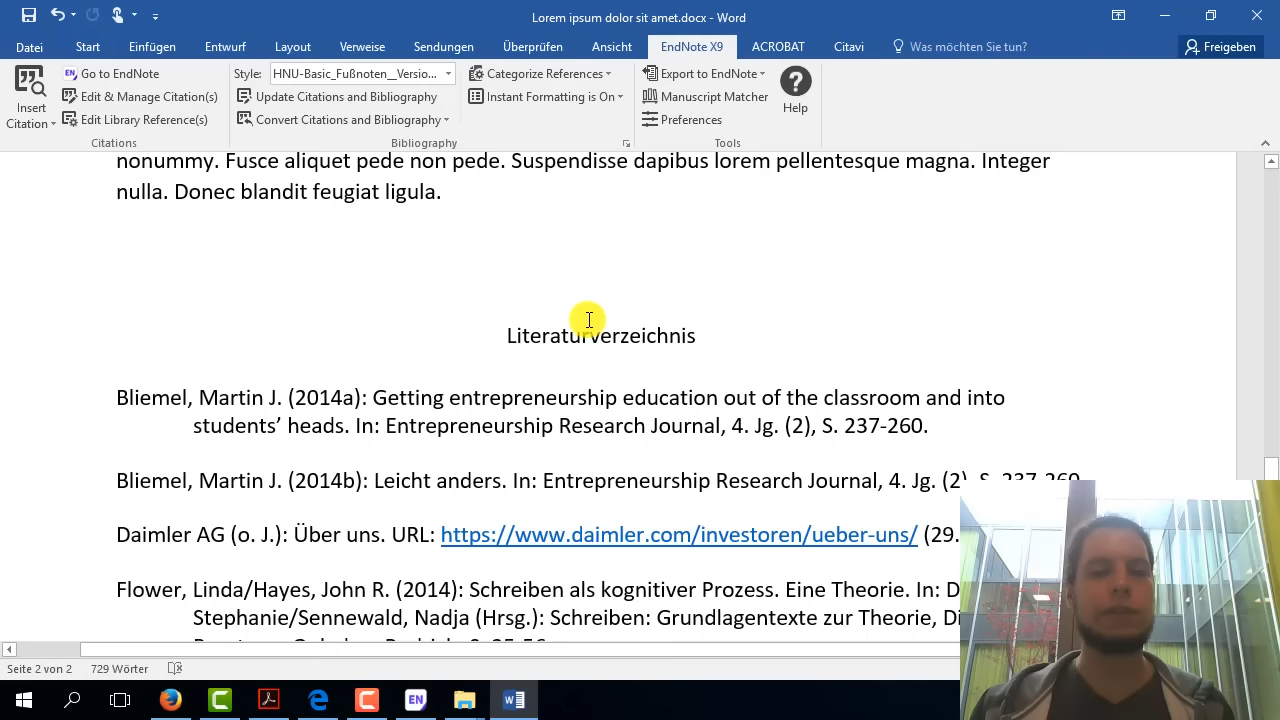 Lorem ipsum dolor sit amet.docx - Word
Datei Start Einfügen Entwurf Layout Verweise Sendungen Überprüfen Ansicht EndNote X9 ACROBAT Citavi Was möchten Sie tun? Freigeben
Insert Citation
EN Go to EndNote
Edit & Manage Citation(s)
Edit Library Reference(s)
Citations
Style: HNU-Basic_Fußnoten__Versio...
Update Citations and Bibliography
Convert Citations and Bibliography
Categorize References
Instant Formatting is On
Bibliography
Export to EndNote
Manuscript Matcher
Preferences
? Help
Tools
nonummy. Fusce aliquet pede non pede. Suspendisse dapibus lorem pellentesque magna. Integer
nulla. Donec blandit feugiat ligula.
Literaturverzeichnis
Bliemel, Martin J. (2014a): Getting entrepreneurship education out of the classroom and into
students’ heads. In: Entrepreneurship Research Journal, 4. Jg. (2), S. 237-260.
Bliemel, Martin J. (2014b): Leicht anders. In: Entrepreneurship Research Journal, 4. Jg. (2), S. 237-260.
Daimler AG (o. J.): Über uns. URL: https://www.daimler.com/investoren/ueber-uns/ (29.
Flower, Linda/Hayes, John R. (2014): Schreiben als kognitiver Prozess. Eine Theorie. In: D
Stephanie/Sennewald, Nadja (Hrsg.): Schreiben: Grundlagentexte zur Theorie, Di
Seite 2 von 2 729 Wörter
EN